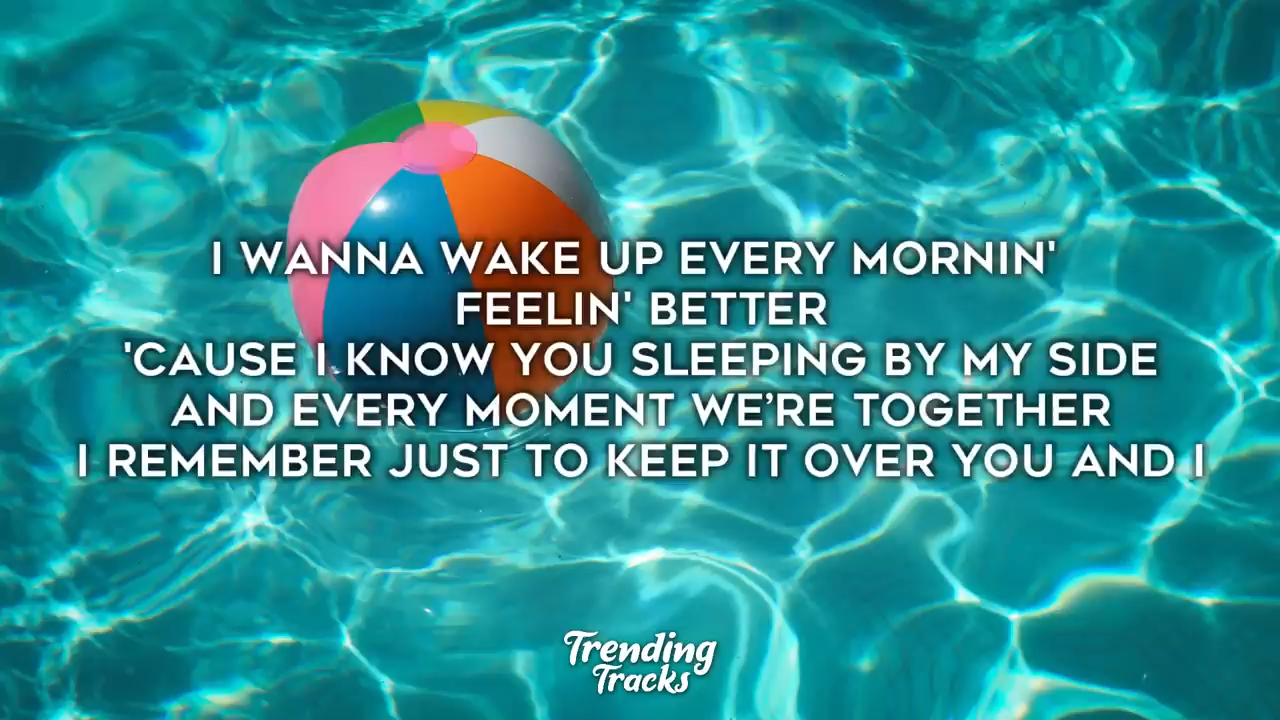 I WANNA WAKE UP EVERY MORNIN'
FEELIN' BETTER
'CAUSE I KNOW YOU SLEEPING BY MY SIDE
AND EVERY MOMENT WE’RE TOGETHER
I REMEMBER JUST TO KEEP IT OVER YOU AND I
Trending
Tracks